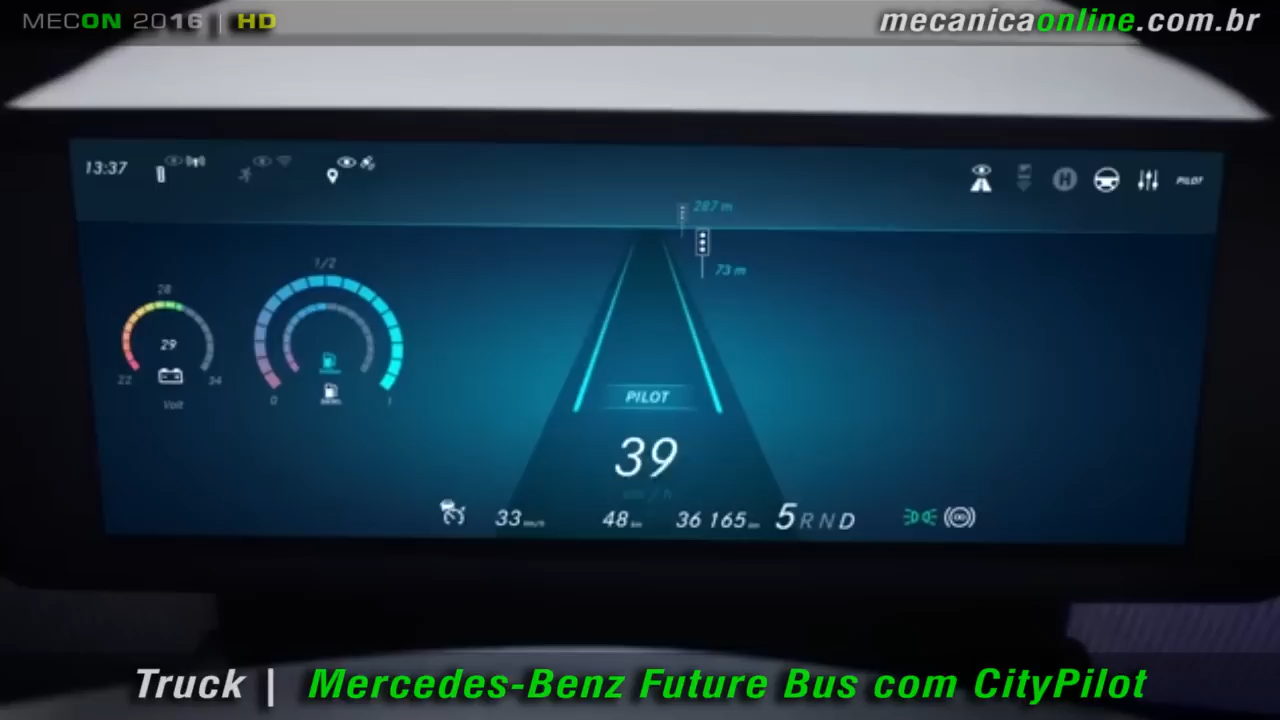 MECON 2016 | HD
mecanicaonline.com.br
13:37
PILOT
287 m
73 m
1/2
28
29
22
34
Volt
0
1
PILOT
39
km/h
33 km/h
48 km
36 165 km
5 R N D
Truck | Mercedes-Benz Future Bus com CityPilot